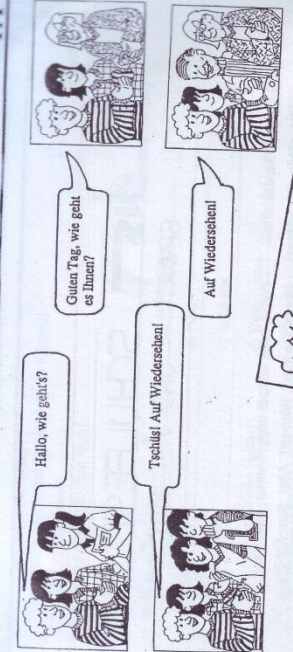 Hallo, wie geht's?
Guten Tag, wie geht
es Ihnen?
Tschüs! Auf Wiedersehen!
Auf Wiedersehen!